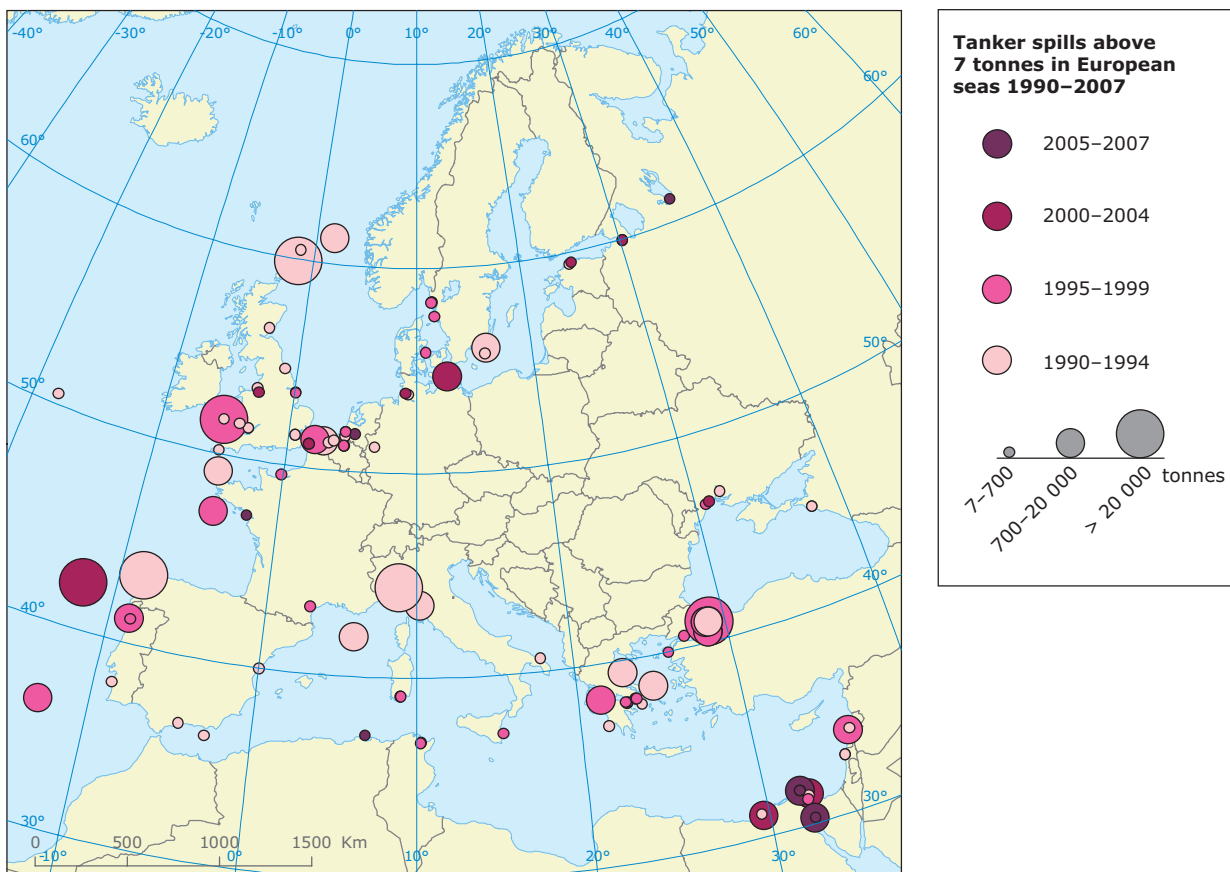 -40° -30° -20° -10° 0° 10° 20° 30° 40° 50° 60°
60°
60°
50°
50°
40°
40°
30°
30°
0 500 1000 1500 Km
-10° 0° 10° 20° 30°
Tanker spills above
7 tonnes in European
seas 1990–2007
2005–2007
2000–2004
1995–1999
1990–1994
7–700 700–20 000 > 20 000 tonnes